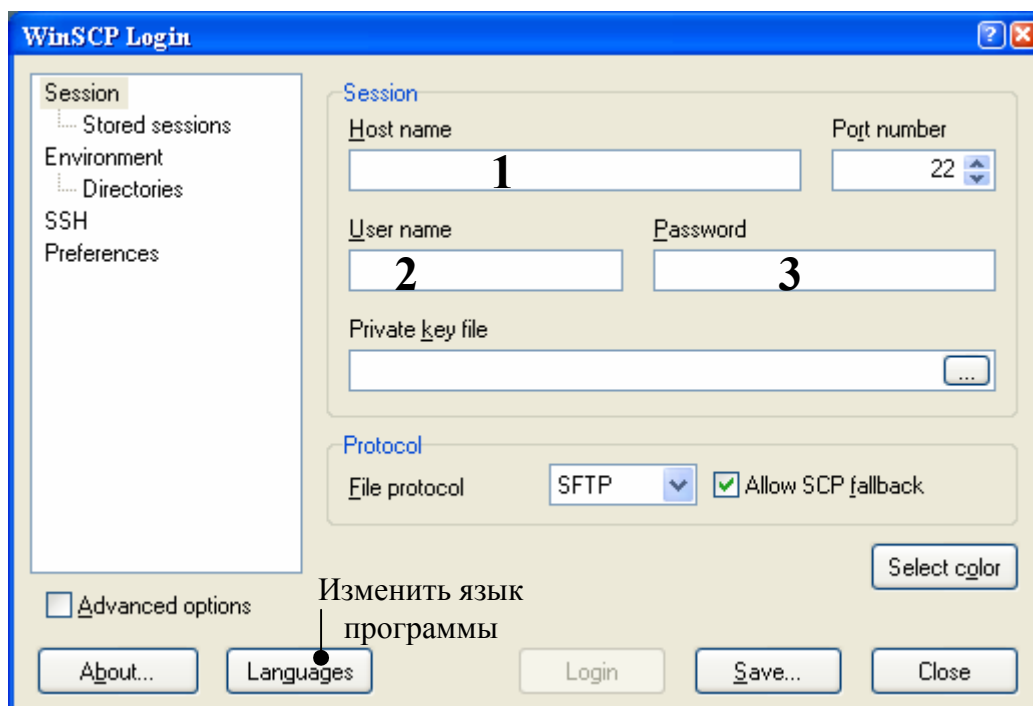 WinSCP Login
Session
Stored sessions
Environment
Directories
SSH
Preferences
Session
Host name Port number
1 22
User name Password
2 3
Private key file
...
Protocol
File protocol SFTP Allow SCP fallback
Select color
Advanced options
Изменить язык
программы
About... Languages Login Save... Close